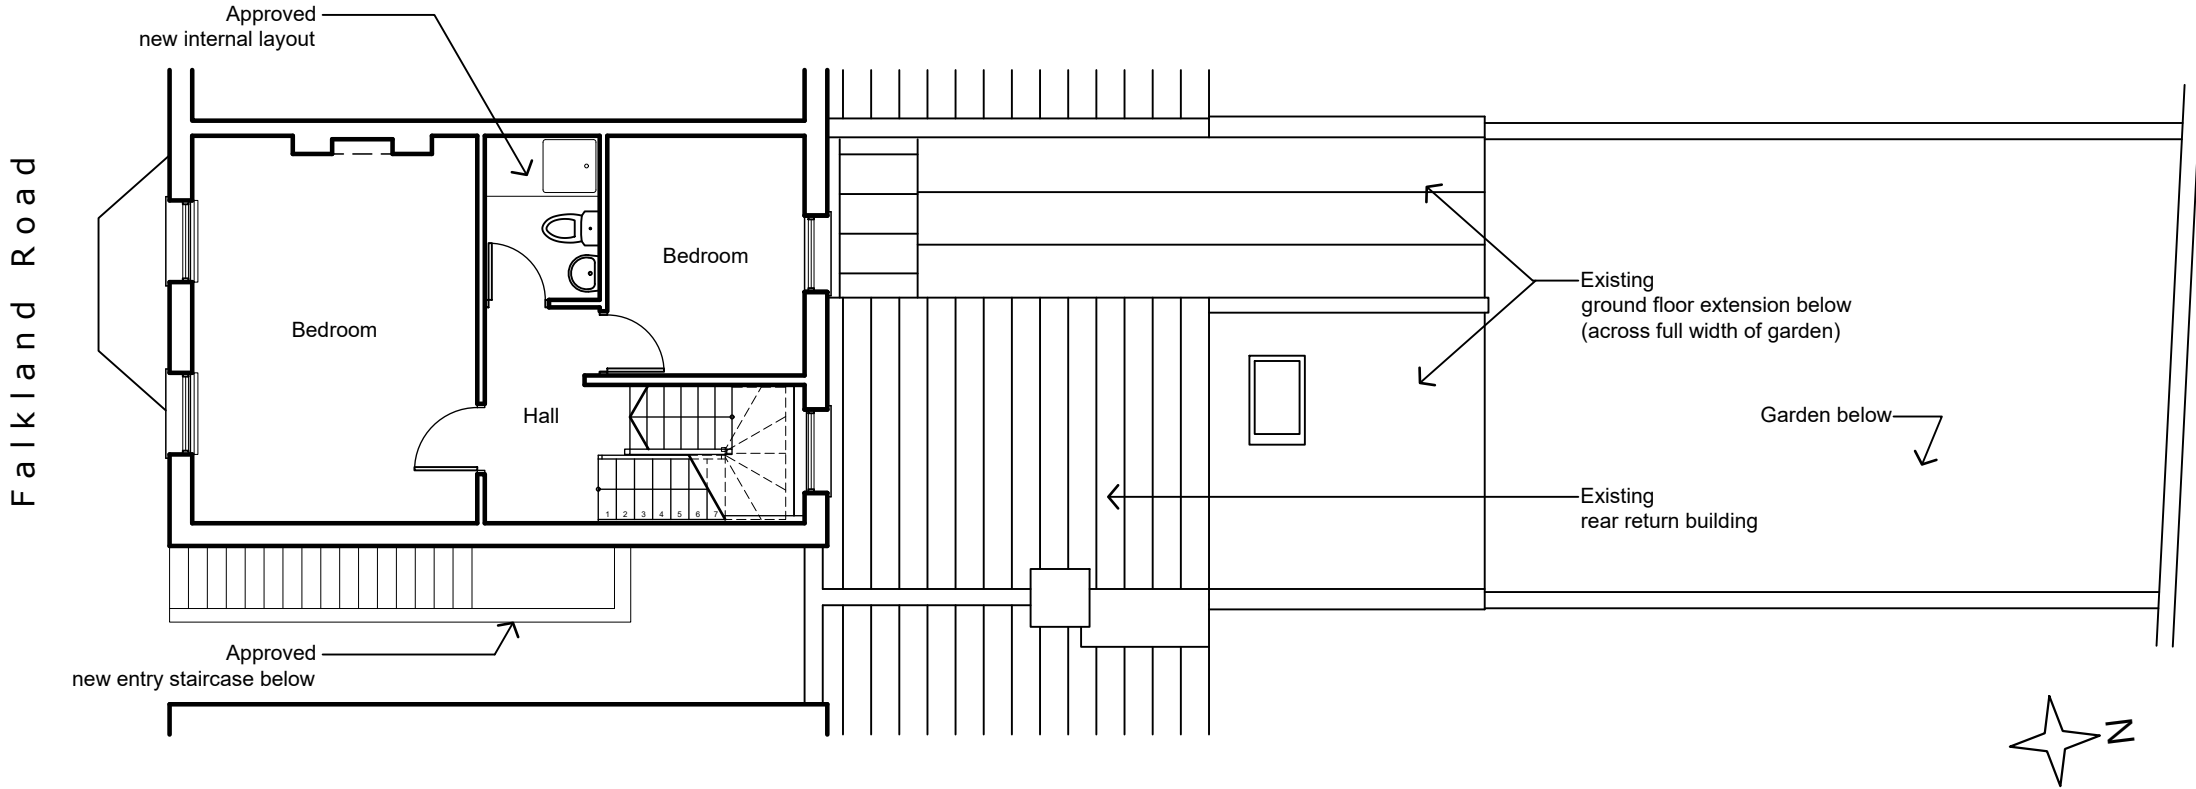 Approved
new internal layout
Falkland Road
Bedroom
Bedroom
Hall
1 2 3 4 5 6 7
Existing
ground floor extension below
(across full width of garden)
Garden below
Existing
rear return building
Approved
new entry staircase below
N